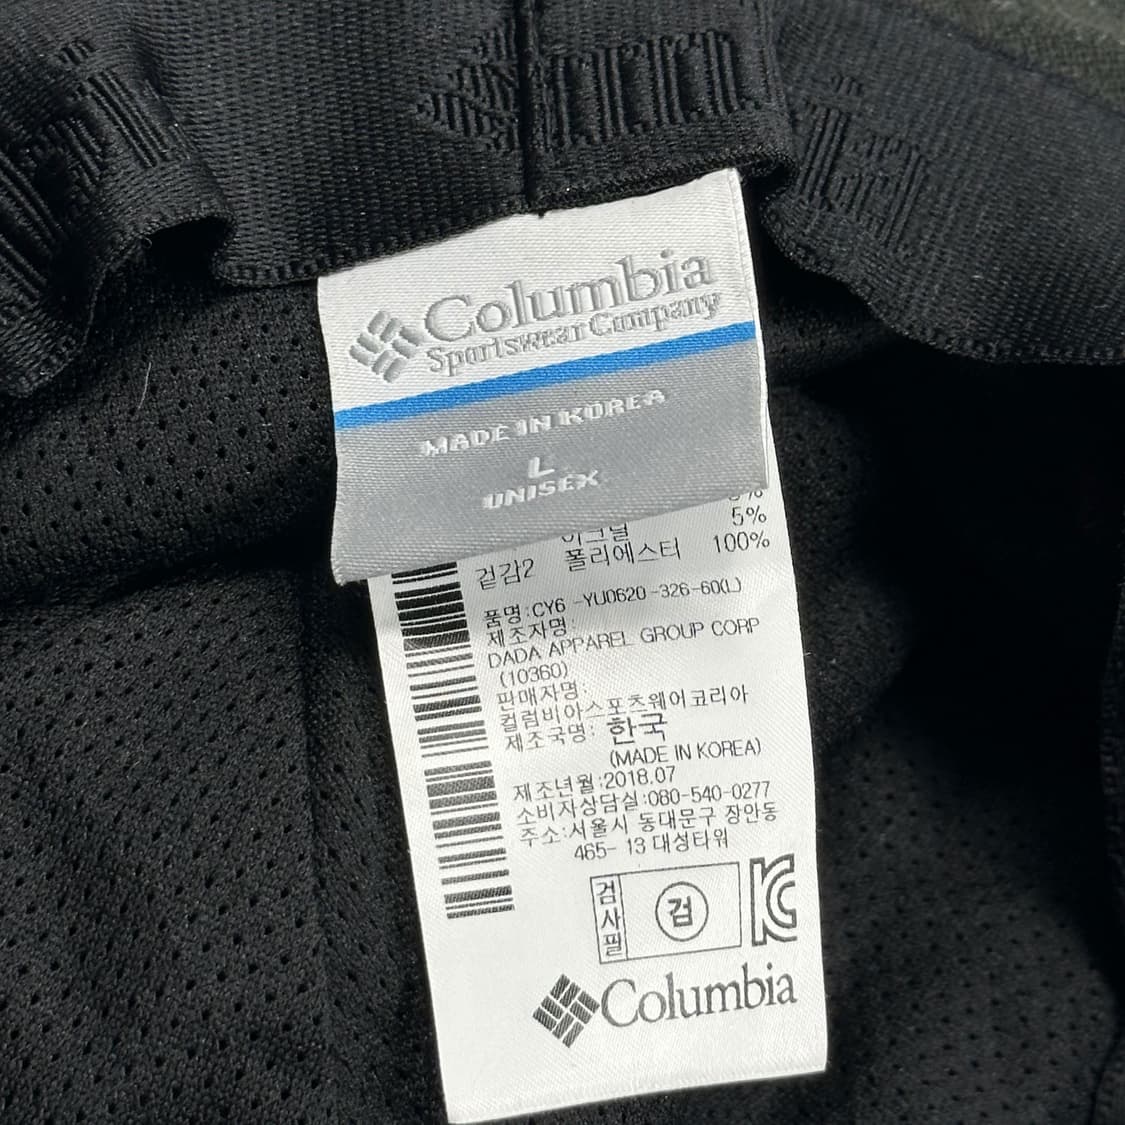 Columbia
Sportswear Company
MADE IN KOREA
L
UNISEX
5%
겉감2 폴리에스터 100%
품명:CY6 -YU0620-326-60(L)
제조자명:
DADA APPAREL GROUP CORP
(10360)
판매자명:
컬럼비아스포츠웨어코리아
제조국명: 한국
(MADE IN KOREA)
제조년월:2018.07
소비자상담실:080-540-0277
주소:서울시 동대문구 장안동
465- 13 대성타워
검사필
검
Columbia